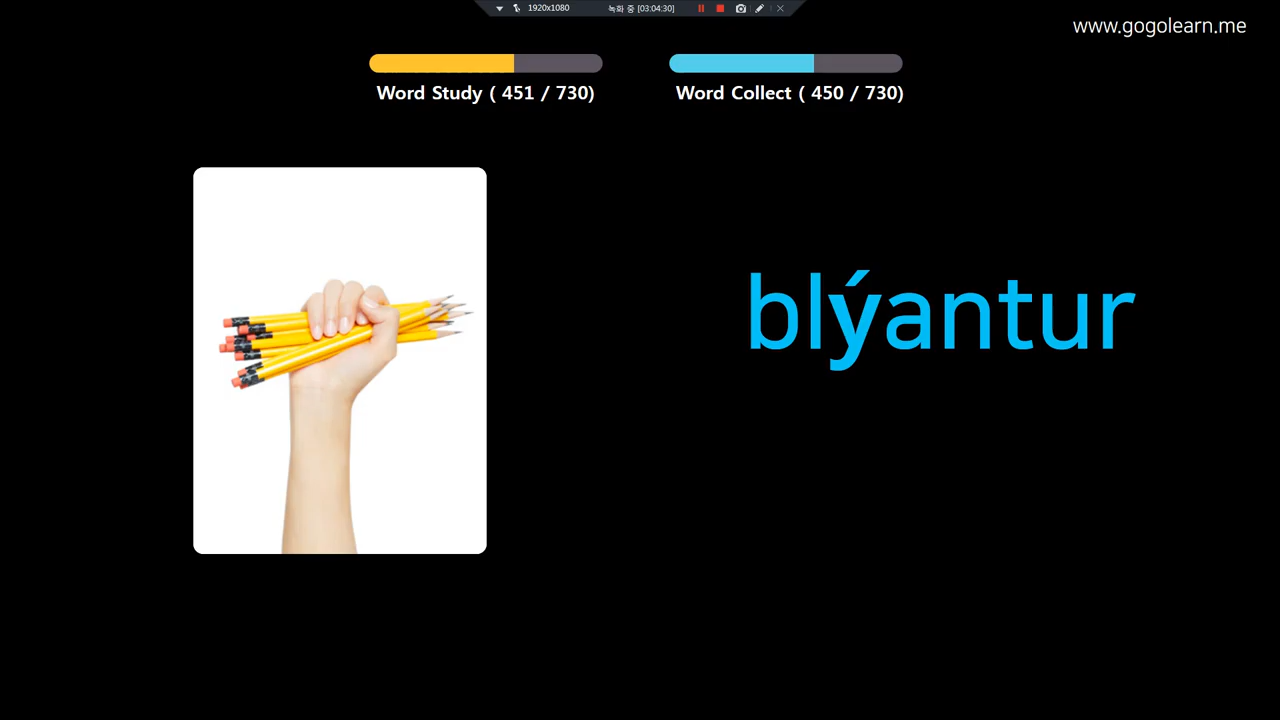 1920x1080 녹화 중 [03:04:30]
www.gogolearn.me
Word Study ( 451 / 730)
Word Collect ( 450 / 730)
blýantur